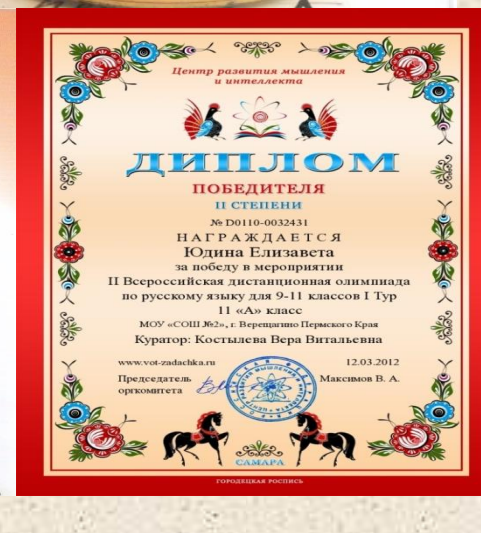 Центр развития мышления
и интеллекта
ДИПЛОМ
ПОБЕДИТЕЛЯ
II СТЕПЕНИ
№ D0110-0032431
НАГРАЖДАЕТСЯ
Юдина Елизавета
за победу в мероприятии
II Всероссийская дистанционная олимпиада
по русскому языку для 9-11 классов I Тур
11 «А» класс
МОУ «СОШ №2», г. Верещагино Пермского Края
Куратор: Костылева Вера Витальевна
www.vot-zadachka.ru 12.03.2012
Председатель оргкомитета Максимов В. А.
САМАРА
ГОРОДЕЦКАЯ РОСПИСЬ